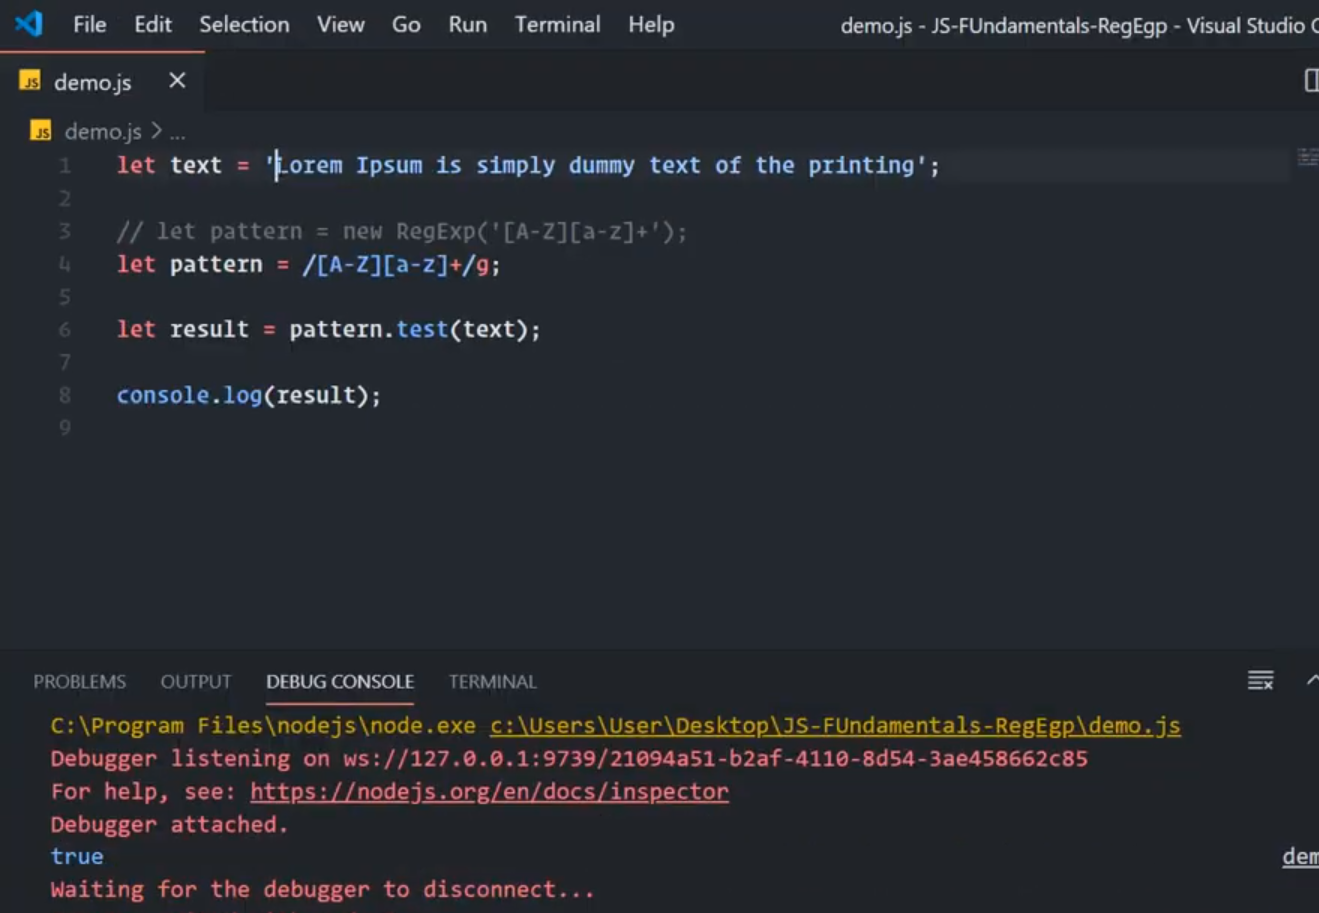 File Edit Selection View Go Run Terminal Help demo.js - JS-FUndamentals-RegEgp - Visual Studio
JS demo.js ×
JS demo.js > ...
1 let text = 'Lorem Ipsum is simply dummy text of the printing';
2
3 // let pattern = new RegExp('[A-Z][a-z]+');
4 let pattern = /[A-Z][a-z]+/g;
5
6 let result = pattern.test(text);
7
8 console.log(result);
9
PROBLEMS OUTPUT DEBUG CONSOLE TERMINAL
C:\Program Files\nodejs\node.exe c:\Users\User\Desktop\JS-FUndamentals-RegEgp\demo.js
Debugger listening on ws://127.0.0.1:9739/21094a51-b2af-4110-8d54-3ae458662c85
For help, see: https://nodejs.org/en/docs/inspector
Debugger attached.
true dem
Waiting for the debugger to disconnect...